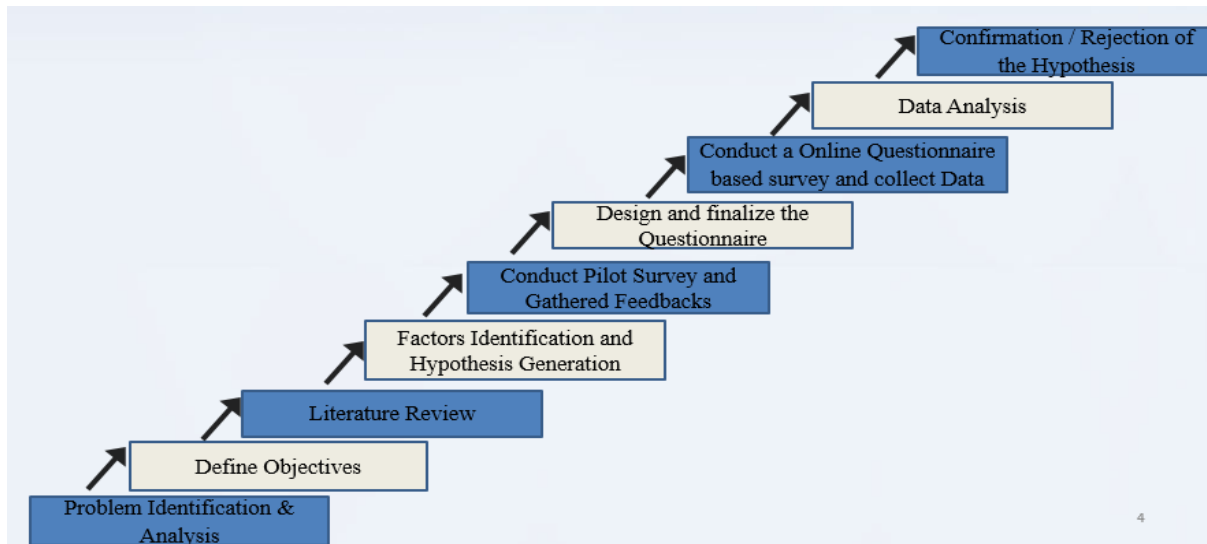 Confirmation / Rejection of
the Hypothesis
Data Analysis
Conduct a Online Questionnaire
based survey and collect Data
Design and finalize the
Questionnaire
Conduct Pilot Survey and
Gathered Feedbacks
Factors Identification and
Hypothesis Generation
Literature Review
Define Objectives
Problem Identification &
Analysis
4